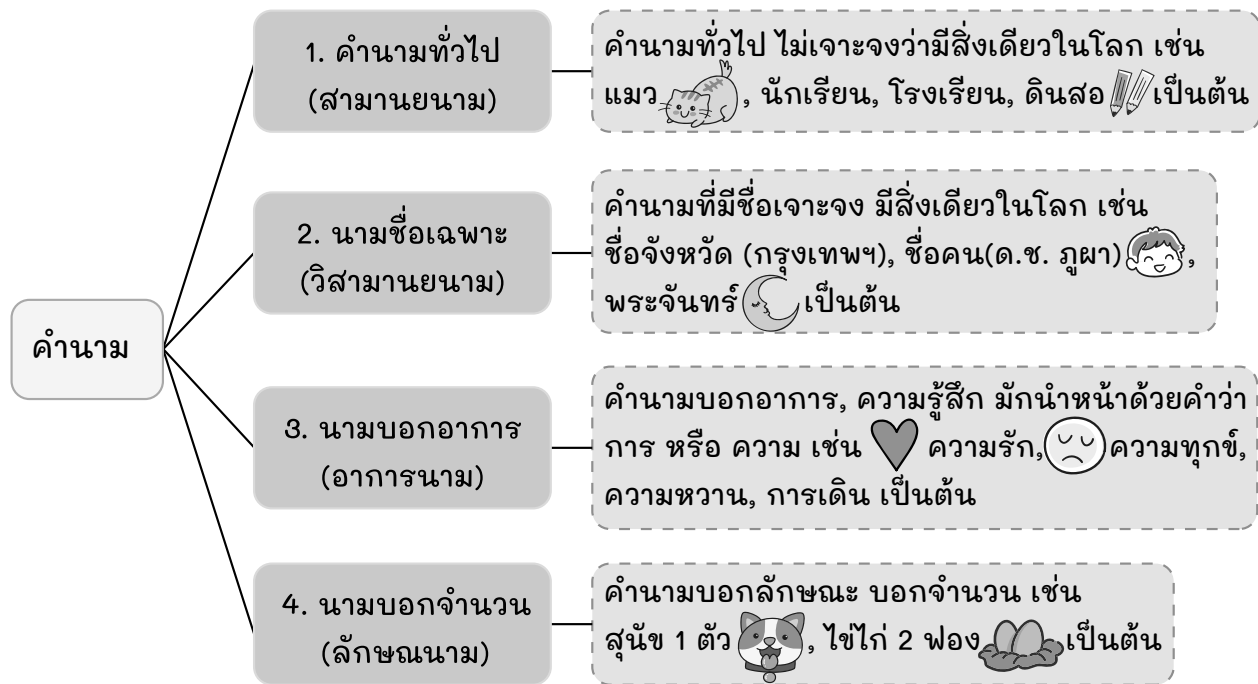 คำนาม
1. คำนามทั่วไป
(สามานยนาม)
คำนามทั่วไป ไม่เจาะจงว่ามีสิ่งเดียวในโลก เช่น
แมว , นักเรียน, โรงเรียน, ดินสอ เป็นต้น
2. นามชื่อเฉพาะ
(วิสามานยนาม)
คำนามที่มีชื่อเจาะจง มีสิ่งเดียวในโลก เช่น
ชื่อจังหวัด (กรุงเทพฯ), ชื่อคน(ด.ช. ภูผา) ,
พระจันทร์ เป็นต้น
3. นามบอกอาการ
(อาการนาม)
คำนามบอกอาการ, ความรู้สึก มักนำหน้าด้วยคำว่า
การ หรือ ความ เช่น ความรัก, ความทุกข์,
ความหวาน, การเดิน เป็นต้น
4. นามบอกจำนวน
(ลักษณนาม)
คำนามบอกลักษณะ บอกจำนวน เช่น
สุนัข 1 ตัว , ไข่ไก่ 2 ฟอง เป็นต้น